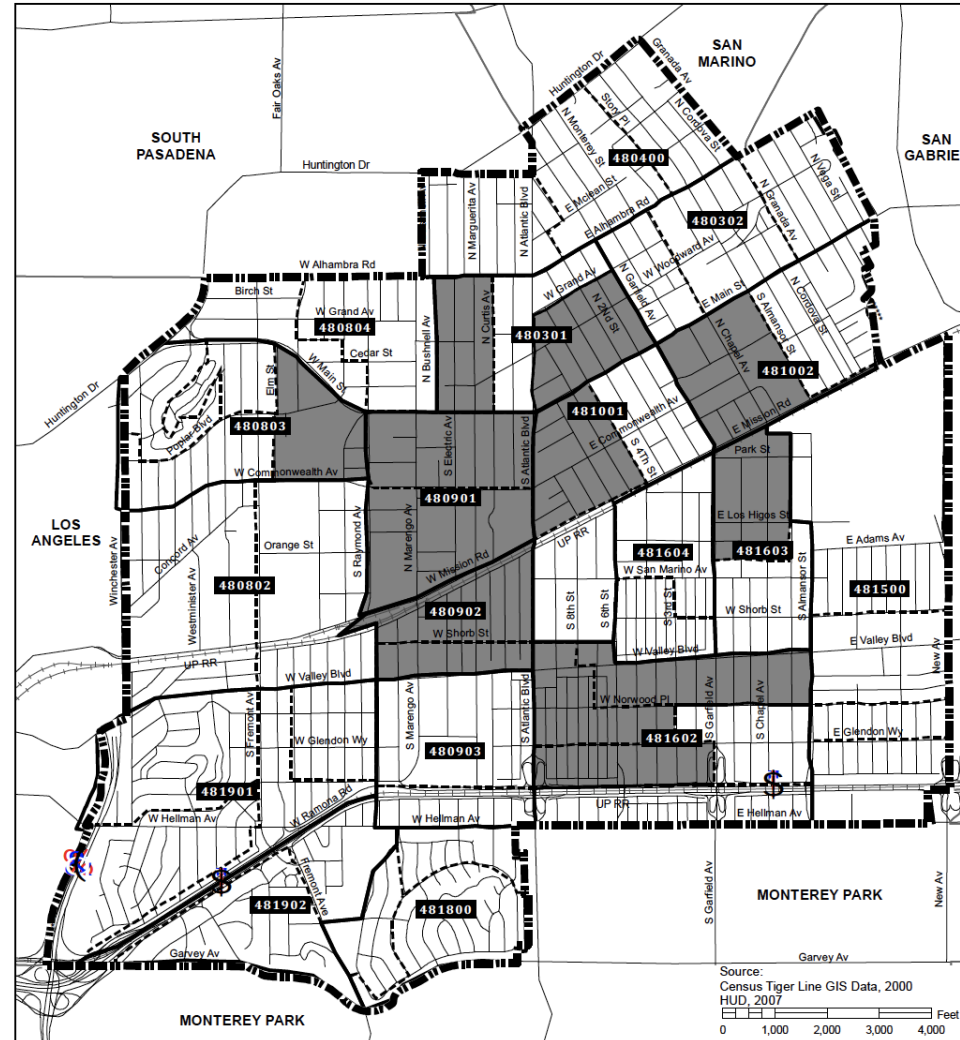 Huntington Dr
Granada Av
SAN
MARINO
Fair Oaks Av
Story Pl
N Cordova St
N Monterey St
SOUTH
PASADENA
SAN
GABRIE
480400
Huntington Dr
N Vega St
E Mclean St
N Marguerita Av
N Atlantic Blvd
E Alhambra Rd
N Granada Av
480302
W Woodward Av
W Alhambra Rd
N Garfield Av
Birch St
W Grand Av
E Main St
N Cordova St
S Almansor St
N Curtis Av
N 2Nd St
W Grand Av
480804
480301
N Bushnell Av
N Chapel Av
Cedar St
W Main St
481002
Elm St
Huntington Dr
481001
E Commonwealth Av
E Mission Rd
480803
Poplar Blvd
S Electric Av
S Atlantic Blvd
S 4Th St
Park St
W Commonwealth Av
480901
LOS
ANGELES
E Los Higos St
Concord Av
Orange St
S Raymond Av
N Marengo Av
UP RR
E Adams Av
481604
481603
Winchester Av
W Mission Rd
W San Marino Av
480802
481500
Westminister Av
480902
S 8th St
S 6th St
S 3rd St
W Shorb St
S Almansor St
W Shorb St
E Valley Blvd
New Av
UP RR
W Valley Blvd
W Valley Blvd
W Norwood Pl
S Fremont Av
S Marengo Av
S Atlantic Blvd
S Garfield Av
S Chapel Av
W Glendon Wy
E Glendon Wy
480903
481602
481901
W Ramona Rd
$
UP RR
W Hellman Av
W Hellman Av
E Hellman Av
$
Fremont Ave
S Garfield Av
New Av
MONTEREY PARK
481902
481800
Garvey Av
Garvey Av
Source:
Census Tiger Line GIS Data, 2000
HUD, 2007
MONTEREY PARK
Feet
0 1,000 2,000 3,000 4,000